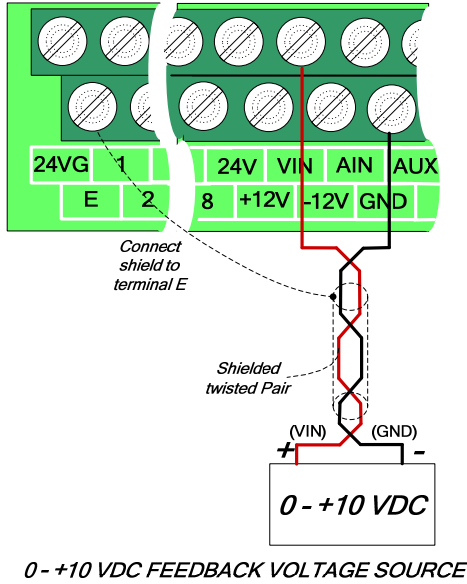 24VG 1 24V VIN AIN AUX
E 2 8 +12V -12V GND
Connect
shield to
terminal E
Shielded
twisted Pair
(VIN) (GND)
+ -
0 - +10 VDC
0 - +10 VDC FEEDBACK VOLTAGE SOURCE